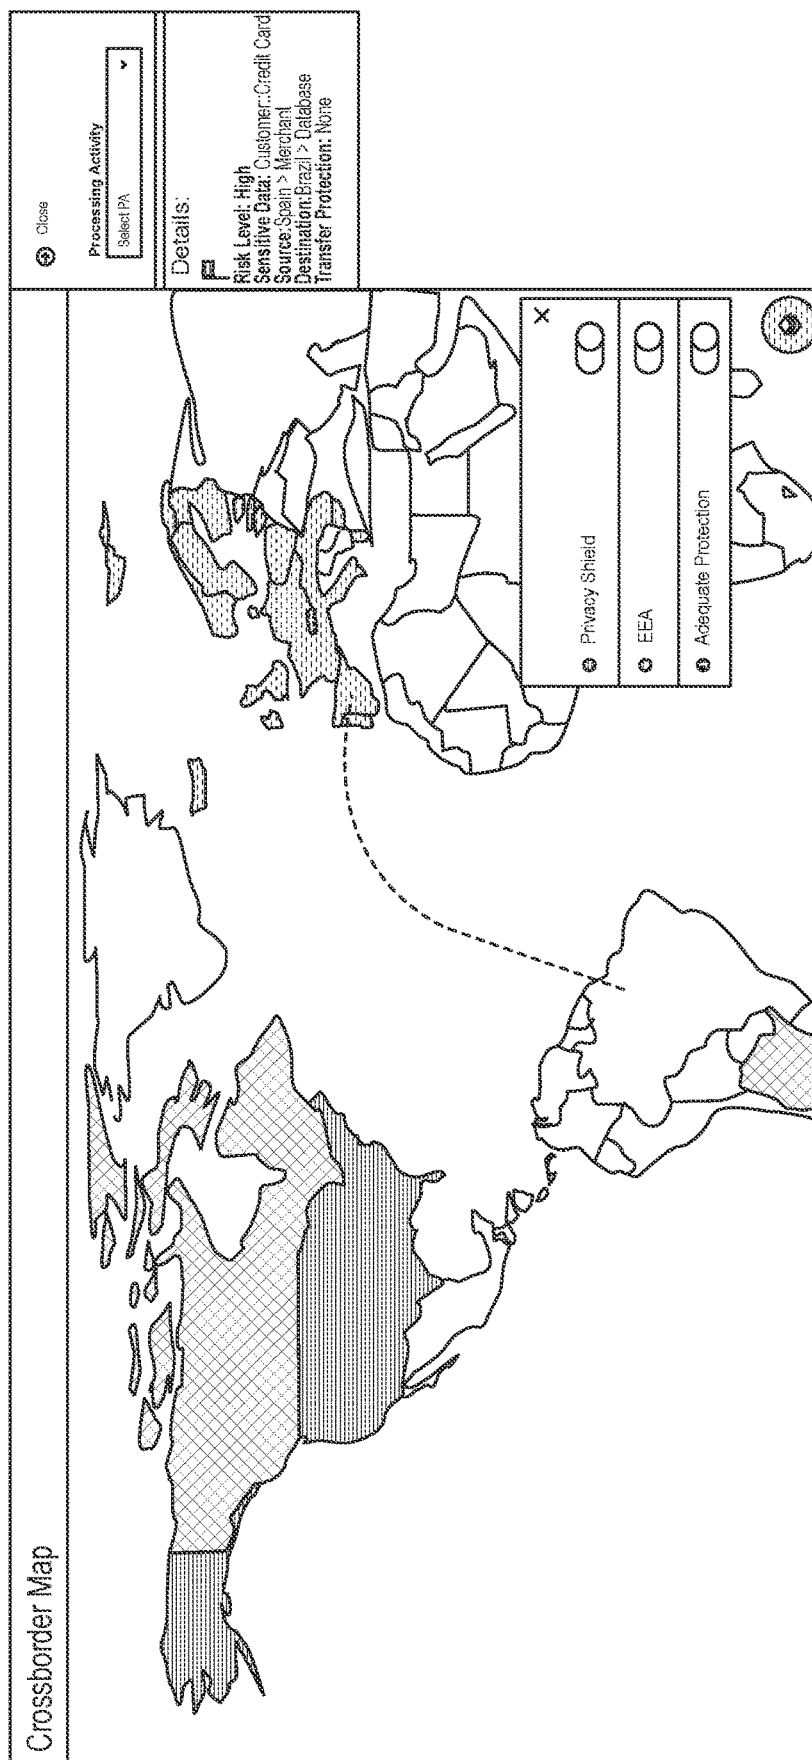 Crossborder Map
Close
Processing Activity
Select PA
Details:
Risk Level: High
Sensitive Data: Customer::Credit Card
Source:Spain > Merchant
Destination:Brazil > Database
Transfer Protection: None
X
Privacy Shield
EEA
Adequate Protection